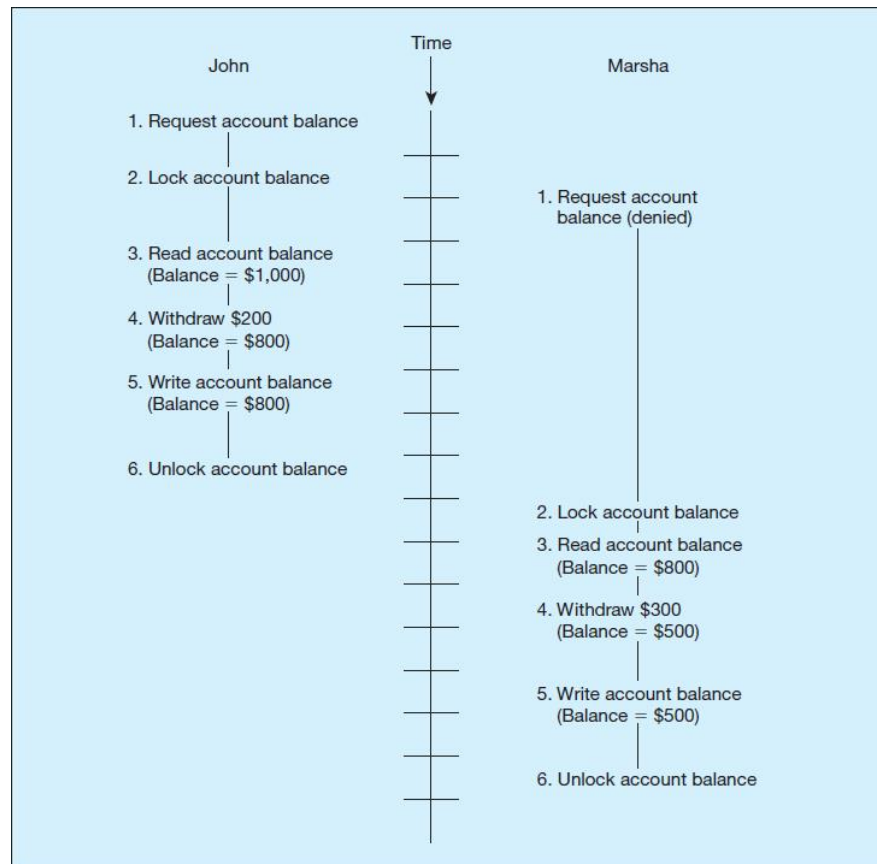 Time
John
Marsha
1. Request account balance
2. Lock account balance
3. Read account balance
(Balance = $1,000)
4. Withdraw $200
(Balance = $800)
5. Write account balance
(Balance = $800)
6. Unlock account balance
1. Request account
balance (denied)
2. Lock account balance
3. Read account balance
(Balance = $800)
4. Withdraw $300
(Balance = $500)
5. Write account balance
(Balance = $500)
6. Unlock account balance